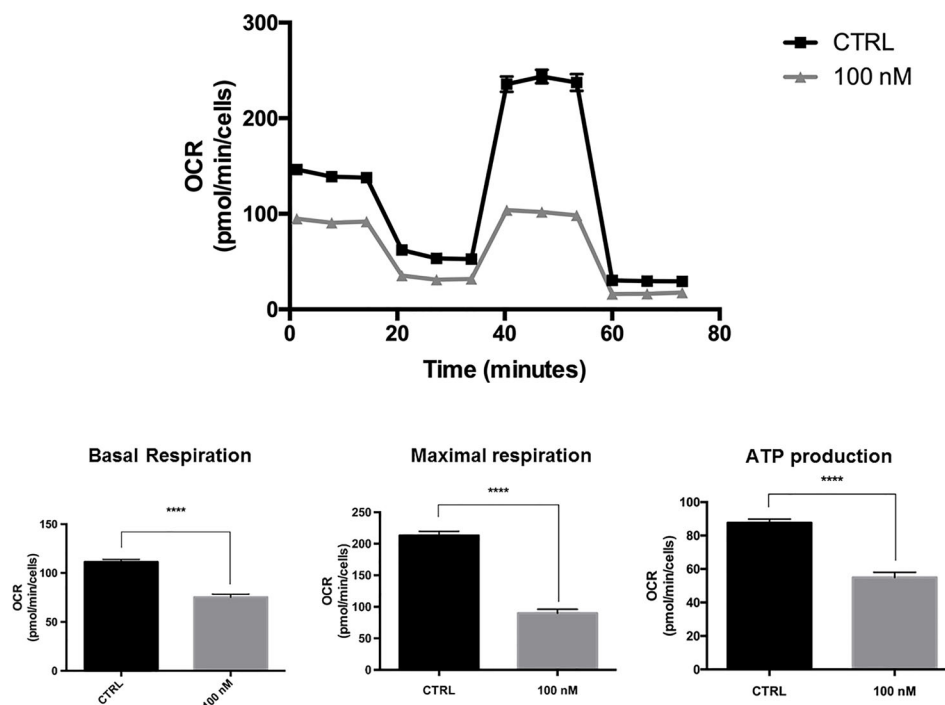 300
200
100
0
OCR
(pmol/min/cells)
0 20 40 60 80
Time (minutes)
CTRL
100 nM
Basal Respiration
****
150
100
50
0
OCR
(pmol/min/cells)
CTRL 100 nM
Maximal respiration
****
250
200
150
100
50
0
OCR
(pmol/min/cells)
CTRL 100 nM
ATP production
****
100
80
60
40
20
0
OCR
(pmol/min/cells)
CTRL 100 nM